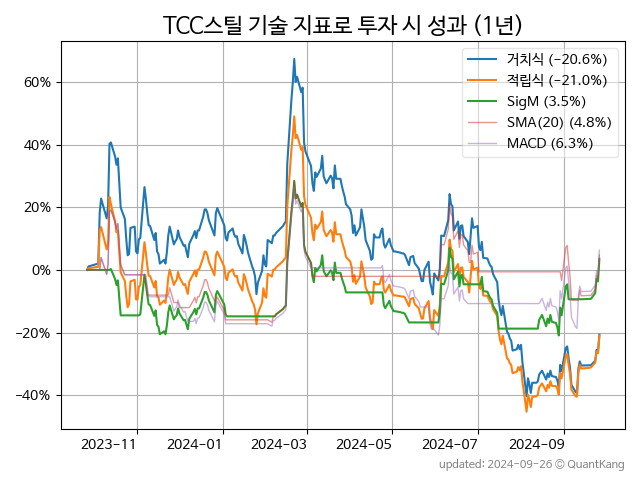 TCC스틸 기술 지표로 투자 시 성과 (1년)
거치식 (-20.6%)
적립식 (-21.0%)
SigM (3.5%)
SMA(20) (4.8%)
MACD (6.3%)
60%
40%
20%
0%
-20%
-40%
2023-11 2024-01 2024-03 2024-05 2024-07 2024-09
updated: 2024-09-26 © QuantKang